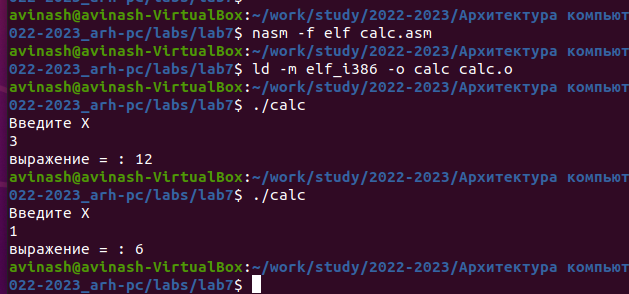 avinash@avinash-VirtualBox:~/work/study/2022-2023/Архитектура компьют
022-2023_arh-pc/labs/lab7$ nasm -f elf calc.asm
avinash@avinash-VirtualBox:~/work/study/2022-2023/Архитектура компьют
022-2023_arh-pc/labs/lab7$ ld -m elf_i386 -o calc calc.o
avinash@avinash-VirtualBox:~/work/study/2022-2023/Архитектура компьют
022-2023_arh-pc/labs/lab7$ ./calc
Введите X
3
выражение = : 12
avinash@avinash-VirtualBox:~/work/study/2022-2023/Архитектура компьют
022-2023_arh-pc/labs/lab7$ ./calc
Введите X
1
выражение = : 6
avinash@avinash-VirtualBox:~/work/study/2022-2023/Архитектура компьют
022-2023_arh-pc/labs/lab7$